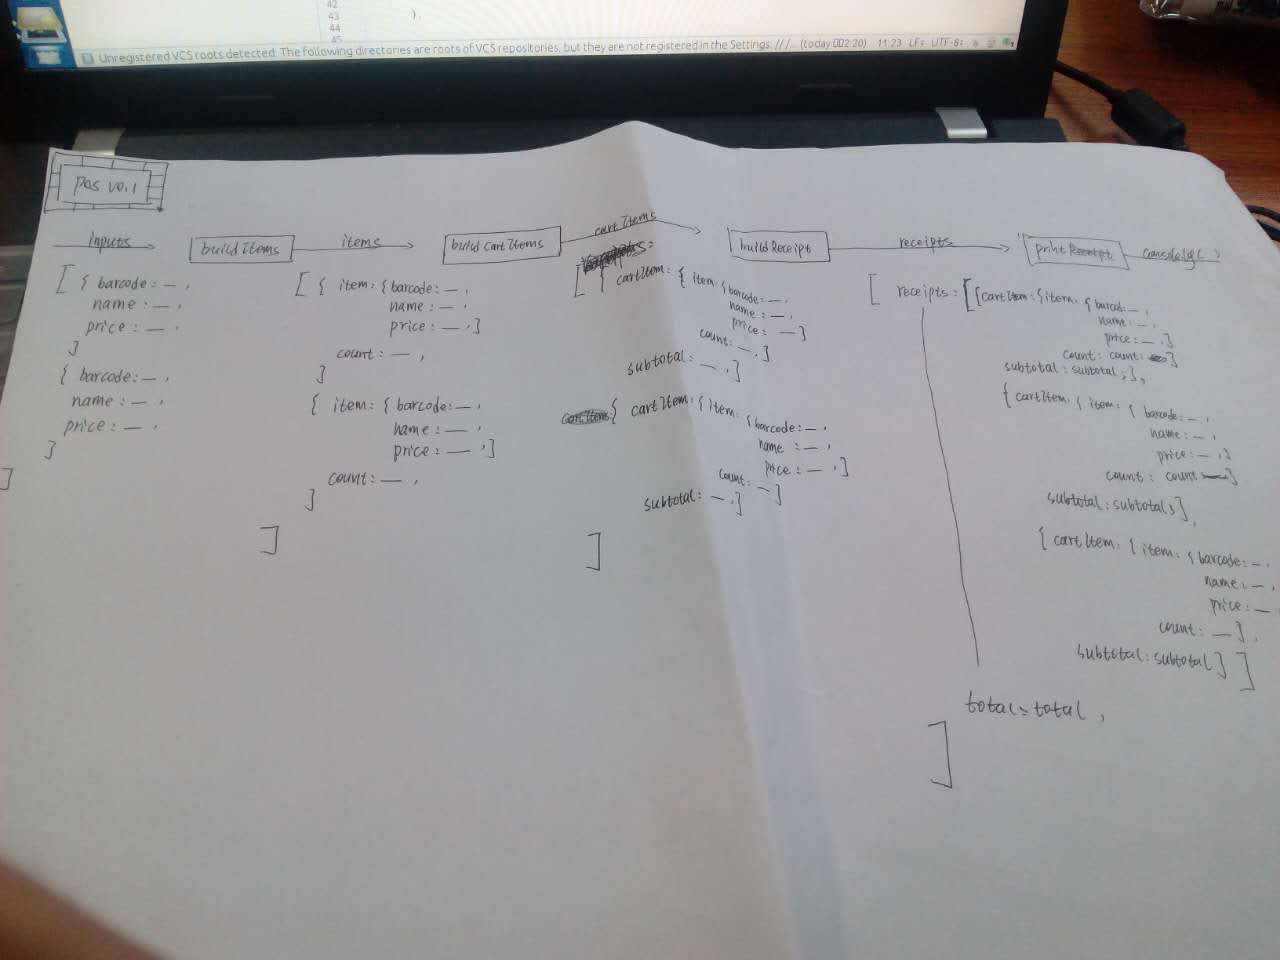 42
43 ).
44
45
Unregistered VCS roots detected: The following directories are roots of VCS repositories, but they are not registered in the Settings: ///... (today 2:20) 11:23 LF: UTF-8:
pos v0.1
inputs
buildItems
items
buildCartItems
cartItems
buildReceipt
receipts
print Receipt
console.log( )
[ { barcode: — ,
name: — ,
price: — ,
}
{ barcode: — ,
name: — ,
price: — ,
}
]
[ { item: { barcode: — ,
name: — ,
price: — , }
count: — ,
}
{ item: { barcode: — ,
name: — ,
price: — , }
count: — ,
}
]
[ { cartItem: { item: { barcode: — ,
name: — ,
price: — }
count: — , }
subtotal: — , }
{ cartItem: { item: { barcode: — ,
name: — ,
price: — , }
count: — }
subtotal: — , }
]
[ receipts: [ { cartItem: { item: { barcode: — ,
name: — ,
price: — , }
count: count }
subtotal: subtotal; },
{ cartItem: { item: { barcode: — ,
name: — ,
price: — , }
count: count }
subtotal: subtotal; },
{ cartItem: { item: { barcode: — ,
name: — ,
price: —
count: — },
subtotal: subtotal } ]
total: total ,
]